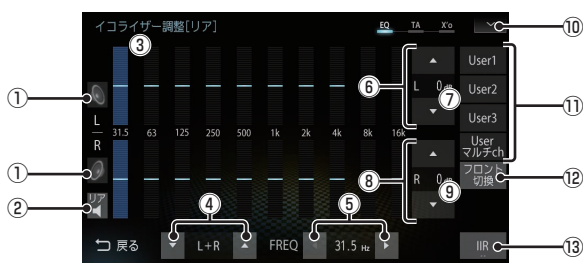 イコライザー調整[リア]
EQ TA X'o
③
⑩
①
L
R
①
②
リア
31.5 63 125 250 500 1k 2k 4k 8k 16k
⑥
L 0 dB
⑦
⑧
R 0 dB
⑨
User1
User2
User3
User
マルチch
⑪
フロント
切換
⑫
④
⑤
戻る
L+R
FREQ
31.5 Hz
IIR
⑬